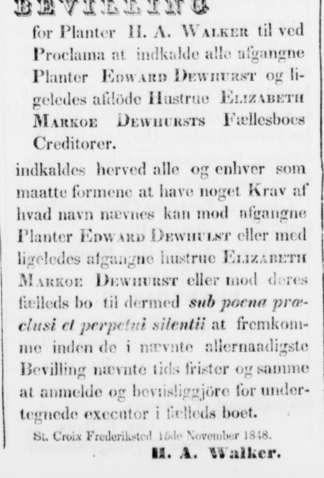 BEVILLING
for Planter H. A. WALKER til ved
Proclama at indkalde alle afgangne
Planter EDWARD DEWHURST og li-
geledes afdöde Hustrue ELIZABETH
MARKOE DEWHURSTS Fællesboes
Creditorer.
indkaldes herved alle og enhver som
maatte formene at have noget Krav af
hvad navn nævnes kan mod afgangne
Planter EDWARD DEWHULST eller med
ligeledes afgangne hustrue ELIZABETH
MARKOE DEWHURST eller mod deres
fælleds bo til dermed sub poena præ-
clusi et perpetui silentii at fremkom-
me inden de i nævnte allernaadigste
Bevilling nævnte tids frister og samme
at anmelde og beviisliggjöre for under-
tegnede executor i fælleds boet.
St. Croix Frederiksted 15de November 1848.
H. A. Walker.